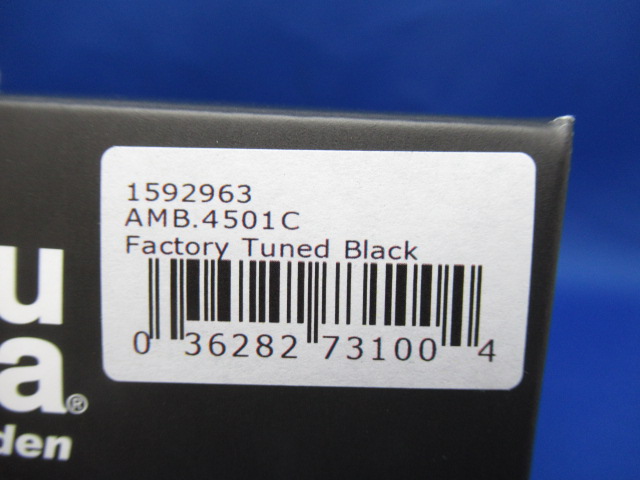 1592963
AMB.4501C
Factory Tuned Black
0 36282 73100 4
u
a®
den